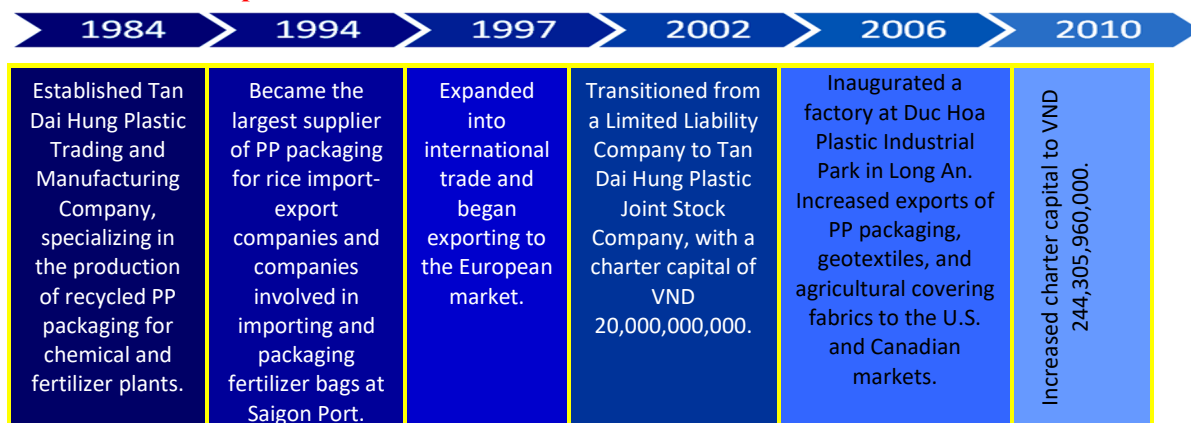 1984
1994
1997
2002
2006
2010
Established Tan
Dai Hung Plastic
Trading and
Manufacturing
Company,
specializing in
the production
of recycled PP
packaging for
chemical and
fertilizer plants.
Became the
largest supplier
of PP packaging
for rice import-
export
companies and
companies
involved in
importing and
packaging
fertilizer bags at
Saigon Port.
Expanded
into
international
trade and
began
exporting to
the European
market.
Transitioned from
a Limited Liability
Company to Tan
Dai Hung Plastic
Joint Stock
Company, with a
charter capital of
VND
20,000,000,000.
Inaugurated a
factory at Duc Hoa
Plastic Industrial
Park in Long An.
Increased exports of
PP packaging,
geotextiles, and
agricultural covering
fabrics to the U.S.
and Canadian
markets.
Increased charter capital to VND
244,305,960,000.